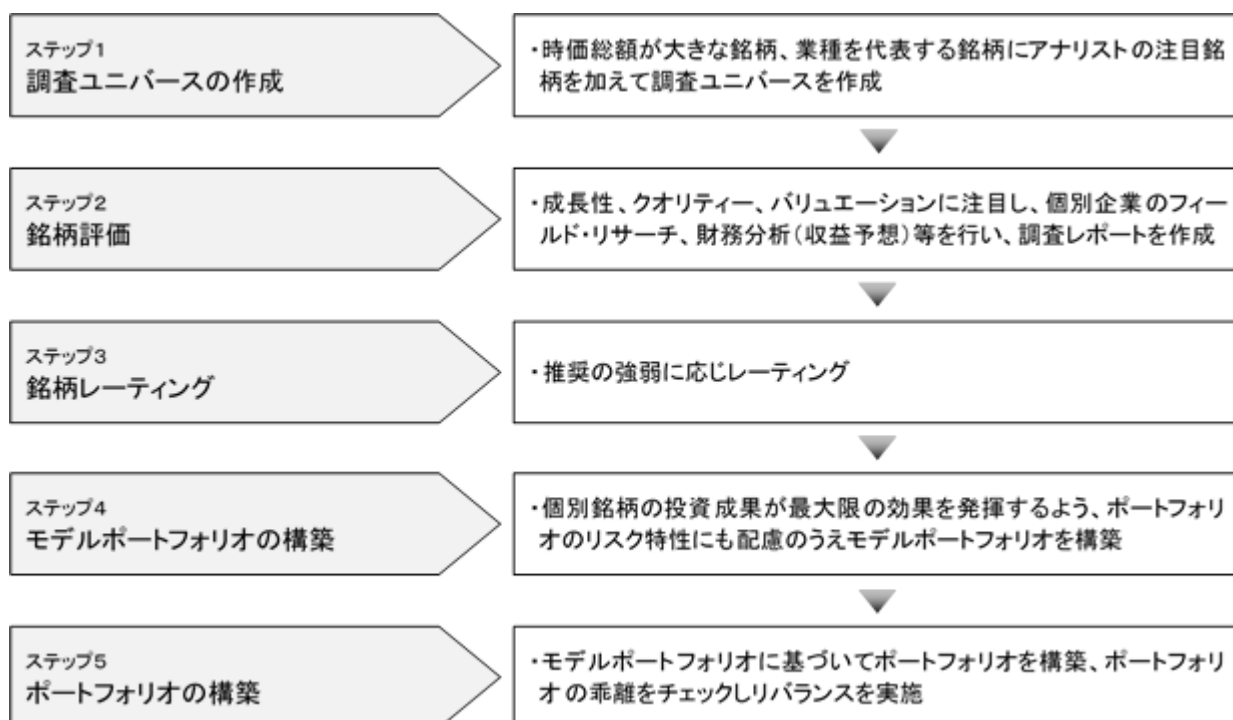 ステップ1
調査ユニバースの作成
・時価総額が大きな銘柄、業種を代表する銘柄にアナリストの注目銘
柄を加えて調査ユニバースを作成
ステップ2
銘柄評価
・成長性、クオリティー、バリュエーションに注目し、個別企業のフィー
ルド・リサーチ、財務分析(収益予想)等を行い、調査レポートを作成
ステップ3
銘柄レーティング
・推奨の強弱に応じレーティング
ステップ4
モデルポートフォリオの構築
・個別銘柄の投資成果が最大限の効果を発揮するよう、ポートフォリ
オのリスク特性にも配慮のうえモデルポートフォリオを構築
ステップ5
ポートフォリオの構築
・モデルポートフォリオに基づいてポートフォリオを構築、ポートフォリ
オの乖離をチェックしリバランスを実施